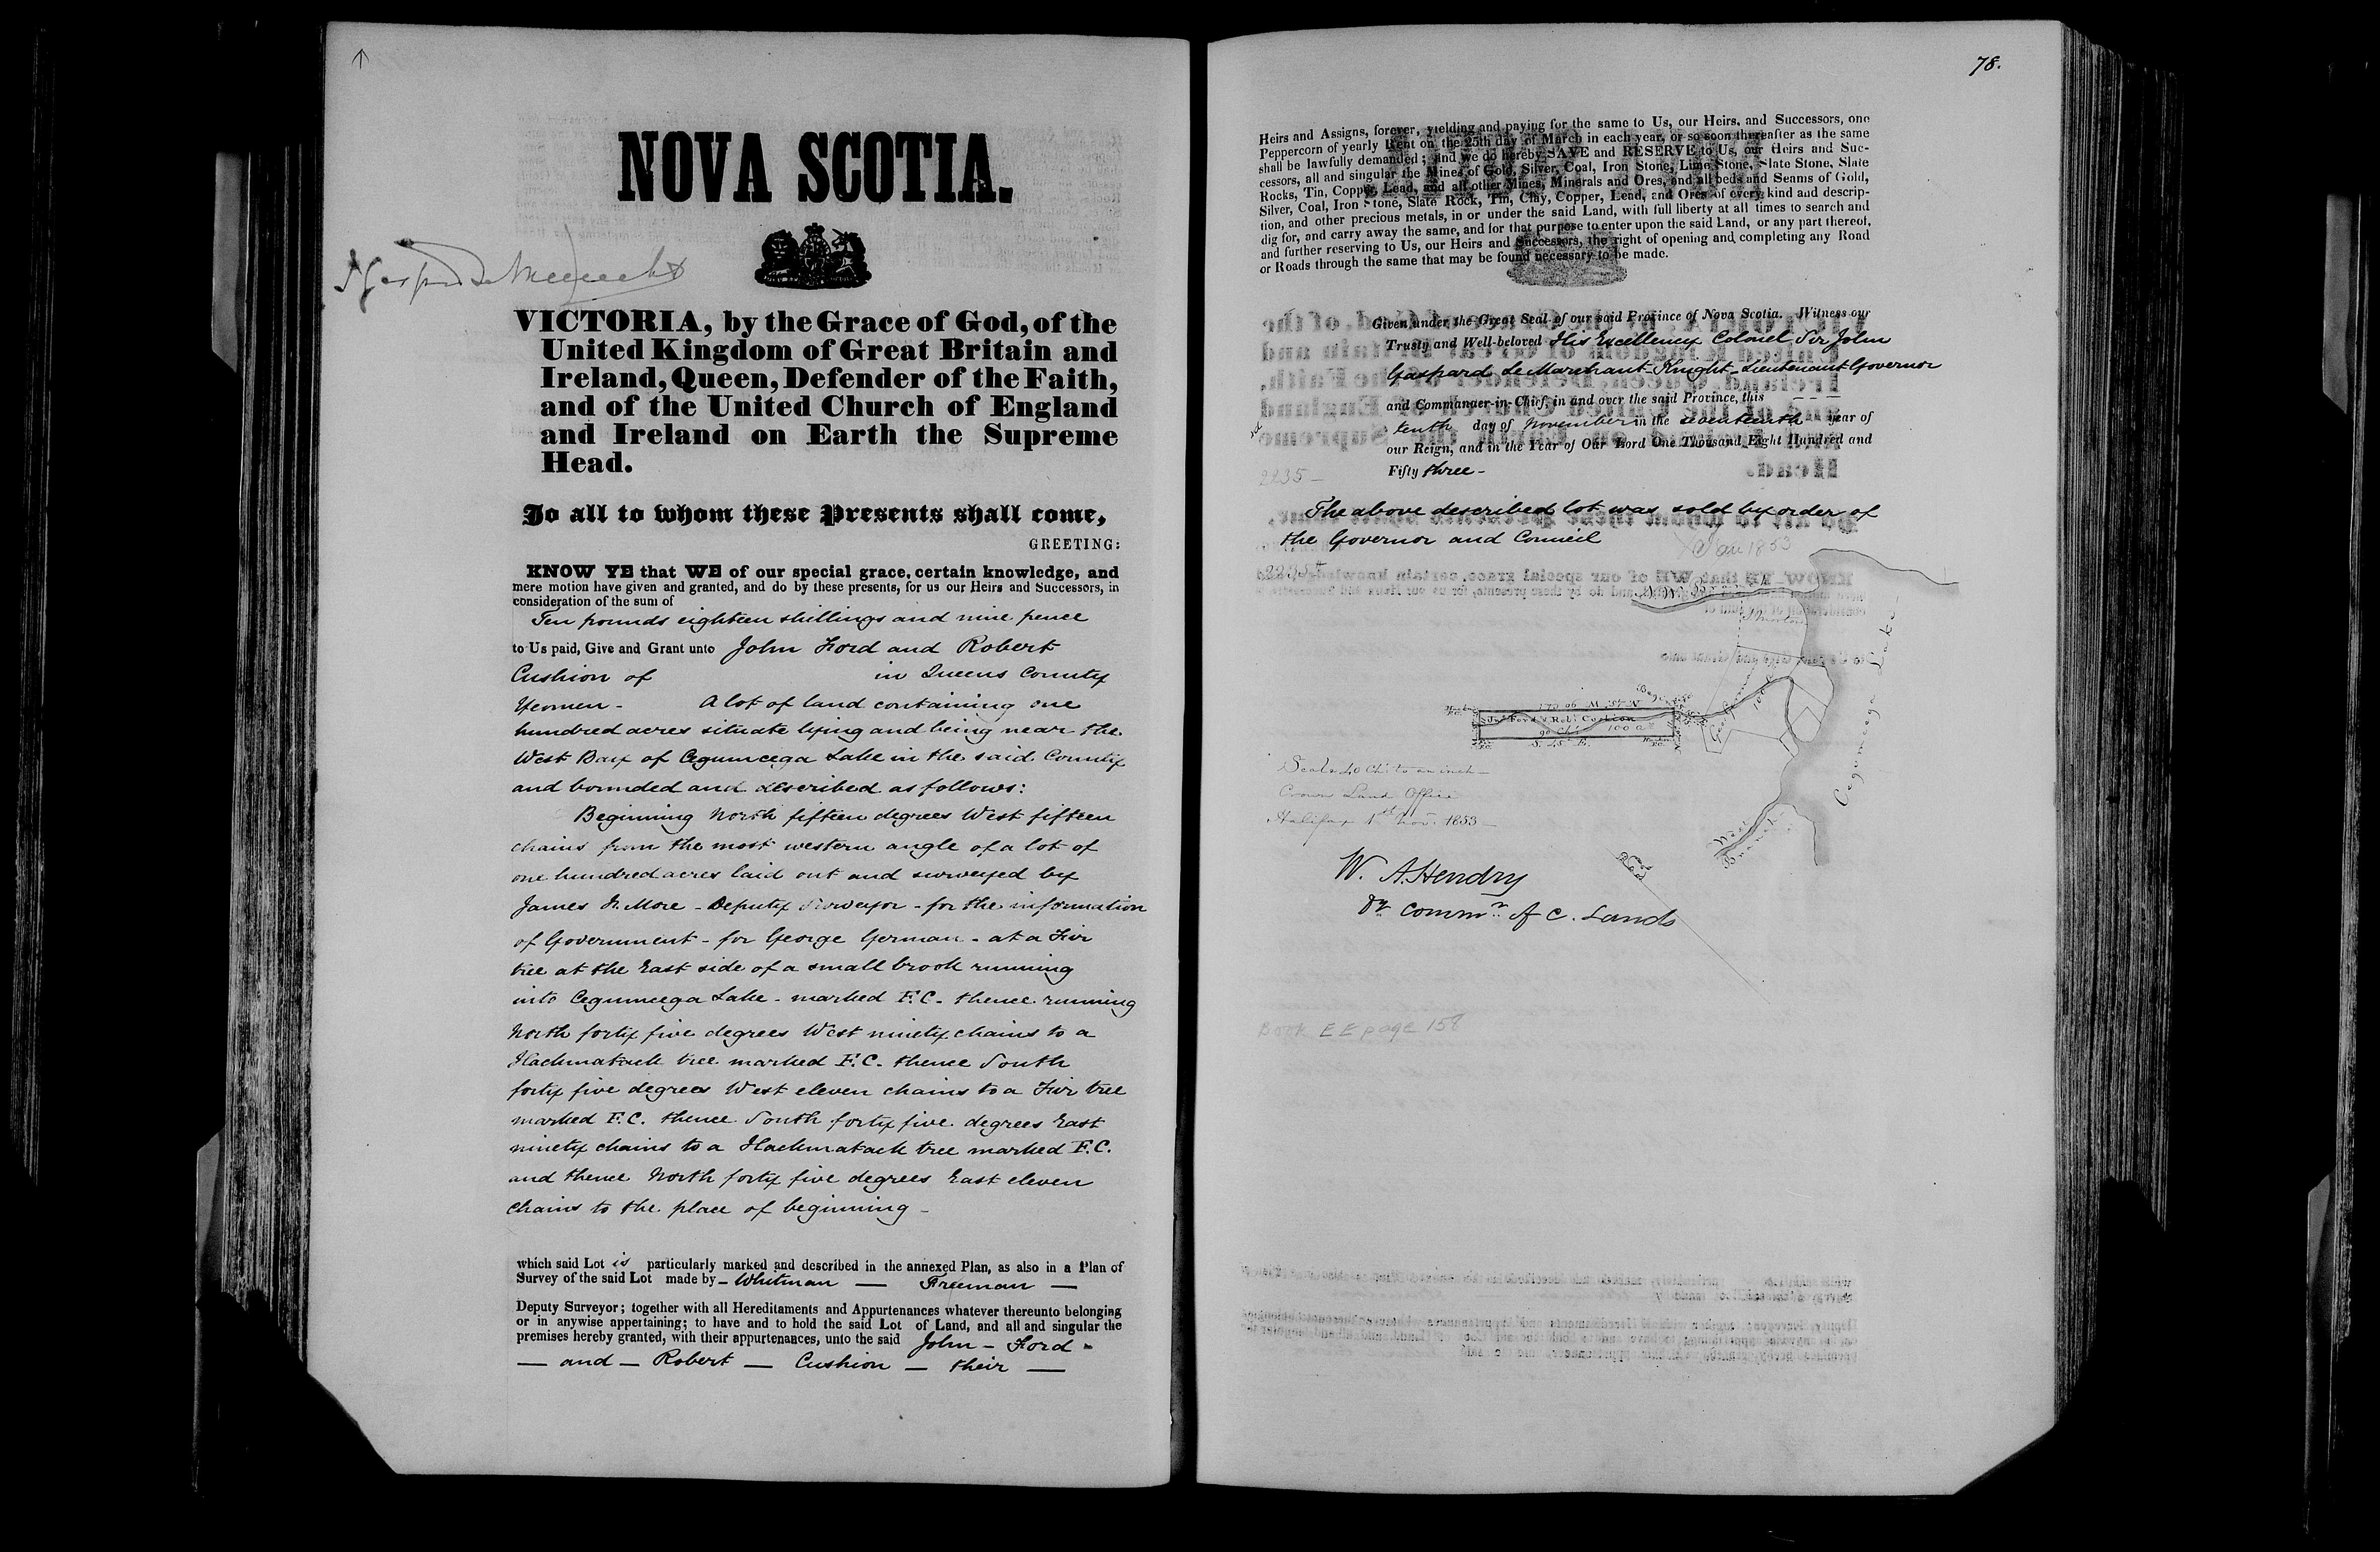 NOVA SCOTIA.
VICTORIA, by the Grace of God, of the
United Kingdom of Great Britain and
Ireland, Queen, Defender of the Faith,
and of the United Church of England
and Ireland on Earth the Supreme
Head.
To all to whom these Presents shall come,
GREETING:
KNOW YE that WE of our special grace, certain knowledge, and
mere motion have given and granted, and do by these presents, for us our Heirs and Successors, in
consideration of the sum of
Ten pounds eighteen shillings and nine pence
to Us paid, Give and Grant unto John Ford and Robert
Cushion of in Queens County
Yeomen - A lot of land containing one
hundred acres situate lying and being near the
West Bay of Cegumcega Lake in the said County
and bounded and described as follows:
Beginning North fifteen degrees West fifteen
chains from the most western angle of a lot of
one hundred acres laid out and surveyed by
James R. More - Deputy Surveyor - for the information
of Government - for George German - at a Fir
tree at the East side of a small brook running
into Cegumcega Lake - marked F.C. thence running
North forty five degrees West ninety chains to a
Hackmatack tree marked F.C. thence South
forty five degrees West eleven chains to a Fir tree
marked F.C. thence South forty five degrees East
ninety chains to a Hackmatack tree marked F.C.
and thence North forty five degrees East eleven
chains to the place of beginning -
which said Lot is particularly marked and described in the annexed Plan, as also in a Plan of
Survey of the said Lot made by - Whitman — Freeman —
Deputy Surveyor; together with all Hereditaments and Appurtenances whatever thereunto belonging
or in anywise appertaining; to have and to hold the said Lot of Land, and all and singular the
premises hereby granted, with their appurtenances, unto the said John - Ford -
— and — Robert — Cushion — their —
78.
Heirs and Assigns, forever, yielding and paying for the same to Us, our Heirs, and Successors, one
Peppercorn of yearly Rent on the 25th day of March in each year, or so soon thereafter as the same
shall be lawfully demanded; and we do hereby SAVE and RESERVE to Us, our Heirs and Suc-
cessors, all and singular the Mines of Gold, Silver, Coal, Iron Stone, Lime Stone, Slate Stone, Slate
Rocks, Tin, Copper, Lead, and all other Mines, Minerals and Ores, and all beds and Seams of Gold,
Silver, Coal, Iron Stone, Slate Rock, Tin, Clay, Copper, Lead, and Ores of every kind and descrip-
tion, and other precious metals, in or under the said Land, with full liberty at all times to search and
dig for, and carry away the same, and for that purpose to enter upon the said Land, or any part thereof,
and further reserving to Us, our Heirs and Successors, the right of opening and completing any Road
or Roads through the same that may be found necessary to be made.
Given under the Great Seal of our said Province of Nova Scotia. Witness our
Trusty and Well-beloved His Excellency Colonel Sir John
Gaspard Le Marchant Knight Lieutenant Governor
and Commander-in-Chief, in and over the said Province, this
tenth day of November in the seventeenth year of
our Reign, and in the Year of Our Lord One Thousand Eight Hundred and
Fifty three -
2235 -
The above described lot was sold by order of
the Governor and Council
Jan 1853
N. 45° W. 90 Chs
Jno. Ford & Robt. Cushion
90 Chs 100 as
S. 45° E.
Cegumcega Lake
West
Branch
Scale 40 Chs to an inch -
Crown Land Office
Halifax 1st Nov. 1853 -
W. A. Hendry
Dy Commr. of C. Lands
Book EE page 158